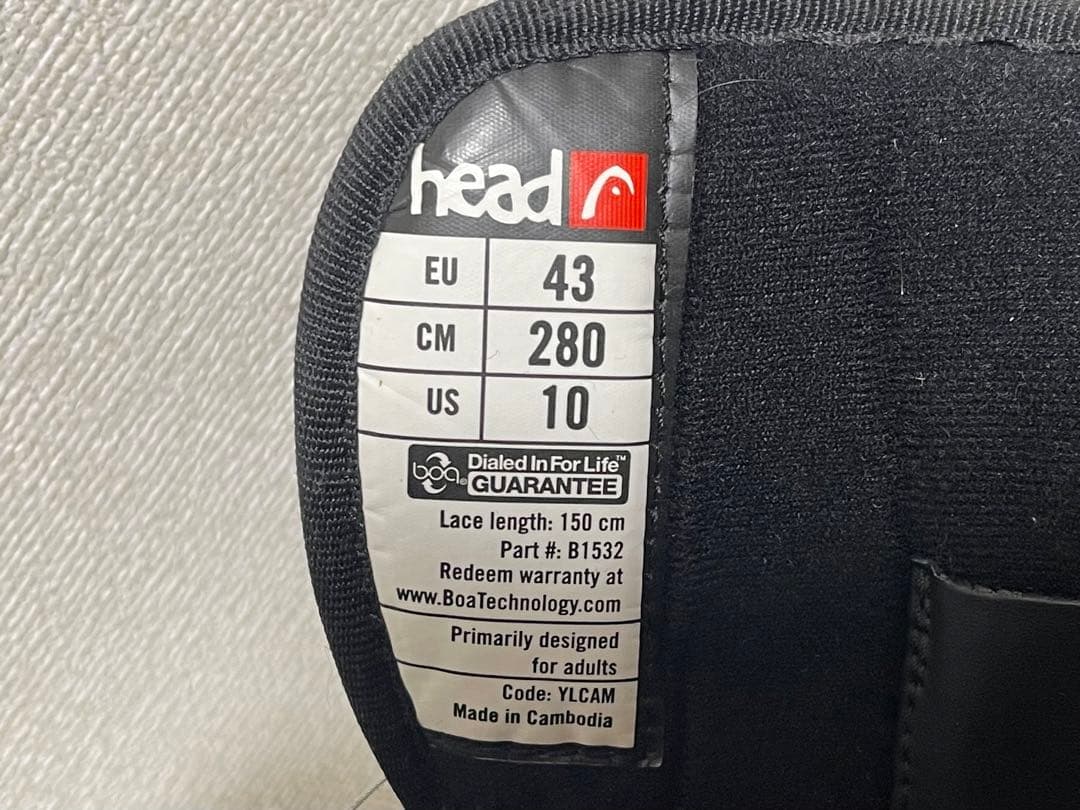 head
EU 43
CM 280
US 10
boa® Dialed In For Life™
GUARANTEE
Lace length: 150 cm
Part #: B1532
Redeem warranty at
www.BoaTechnology.com
Primarily designed
for adults
Code: YLCAM
Made in Cambodia